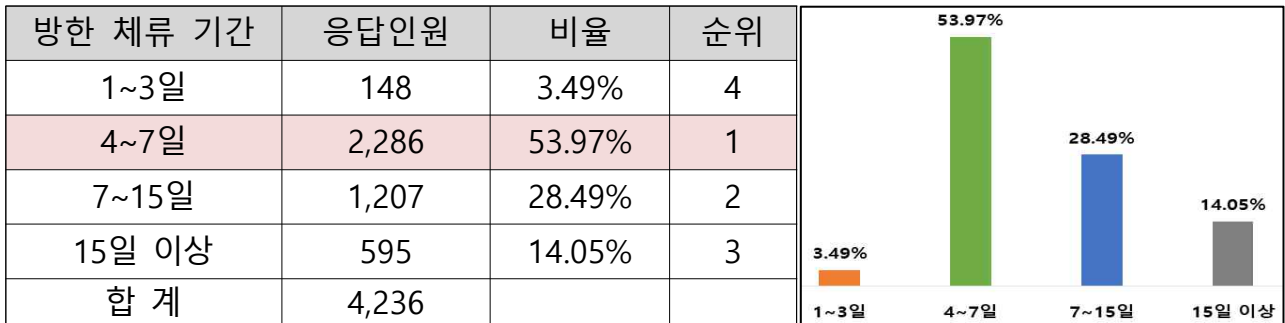 방한 체류 기간 응답인원 비율 순위
1~3일 148 3.49% 4
4~7일 2,286 53.97% 1
7~15일 1,207 28.49% 2
15일 이상 595 14.05% 3
합 계 4,236
53.97%
28.49%
14.05%
3.49%
1~3일 4~7일 7~15일 15일 이상